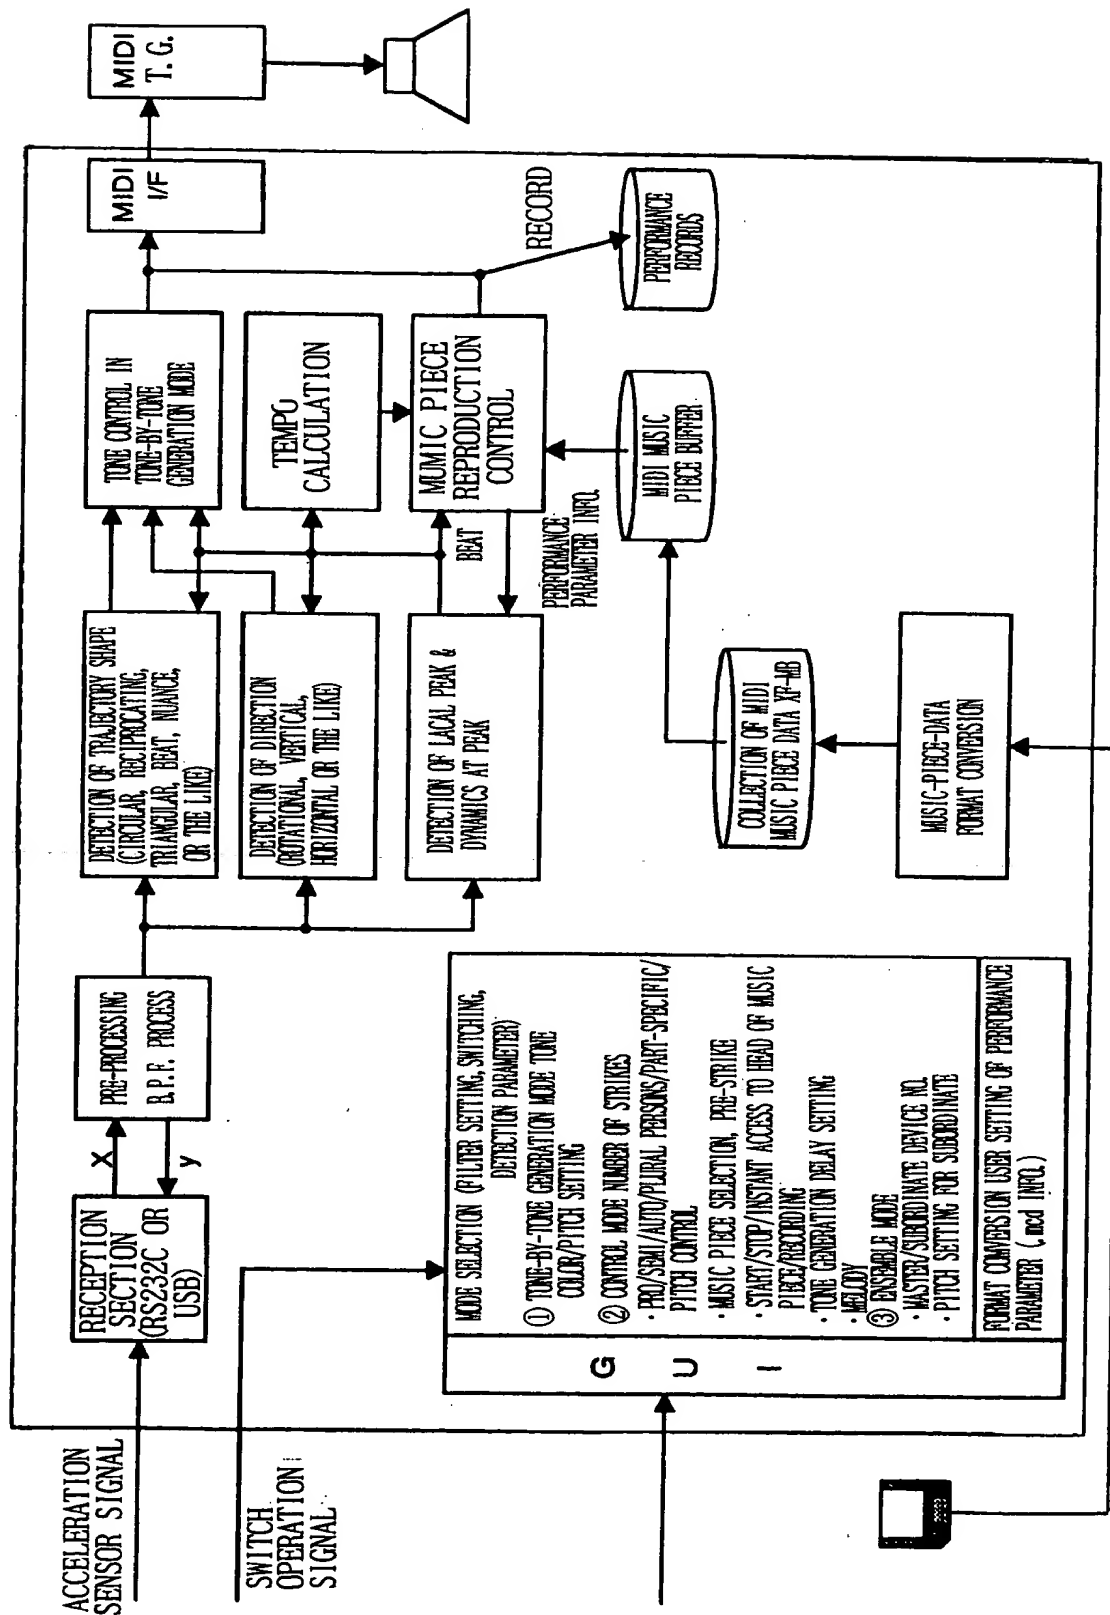 ACCELERATION
SENSOR SIGNAL
SWITCH
OPERATION
SIGNAL
RECEPTION
SECTION
(RS232C OR
USB)
X
y
PRE-PROCESSING
B.P.F. PROCESS
DETECTION OF TRAJECTORY SHAPE
(CIRCULAR, RECIPROCATING,
TRIANGULAR, BEAT, NUANCE,
OR THE LIKE)
DETECTION OF DIRECTION
(ROTATIONAL, VERTICAL,
HORIZONTAL OR THE LIKE)
DETECTION OF LACAL PEAK &
DYNAMICS AT PEAK
TONE CONTROL IN
TONE-BY-TONE
GENERATION MODE
TEMPO
CALCULATION
MUMIC PIECE
REPRODUCTION
CONTROL
BEAT
PERFORMANCE
PARAMETER INFO.
MIDI
I/F
MIDI
T.G.
RECORD
PERFORMANCE
RECORDS
MIDI MUSIC
PIECE BUFFER
COLLECTION OF MIDI
MUSIC PIECE DATA XF-MB
MUSIC-PIECE-DATA
FORMAT CONVERSION
G U I
MODE SELECTION (FILTER SETTING, SWITCHING,
DETECTION PARAMETER)
① TONE-BY-TONE GENERATION MODE TONE
COLOR/PITCH SETTING
② CONTROL MODE NUMBER OF STRIKES
・PRO/SEMI/AUTO/PLURAL PERSONS/PART-SPECIFIC/
PITCH CONTROL
・MUSIC PIECE SELECTION, PRE-STRIKE
・START/STOP/INSTANT ACCESS TO HEAD OF MUSIC
PIECE/RECORDING
・TONE GENERATION DELAY SETTING
・MELODY
③ ENSEMBLE MODE
・MASTER/SUBORDINATE DEVICE NO.
・PITCH SETTING FOR SUBORDINATE
FORMAT CONVERSION USER SETTING OF PERFORMANCE
PARAMETER (.mcd INFO.)